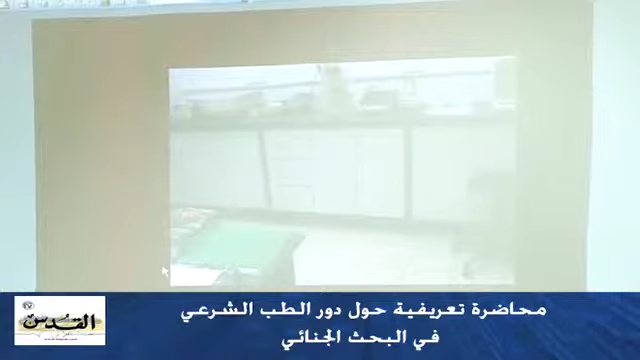 محاضرة تعريفية حول دور الطب الشرعي
في البحث الجنائي
القدس